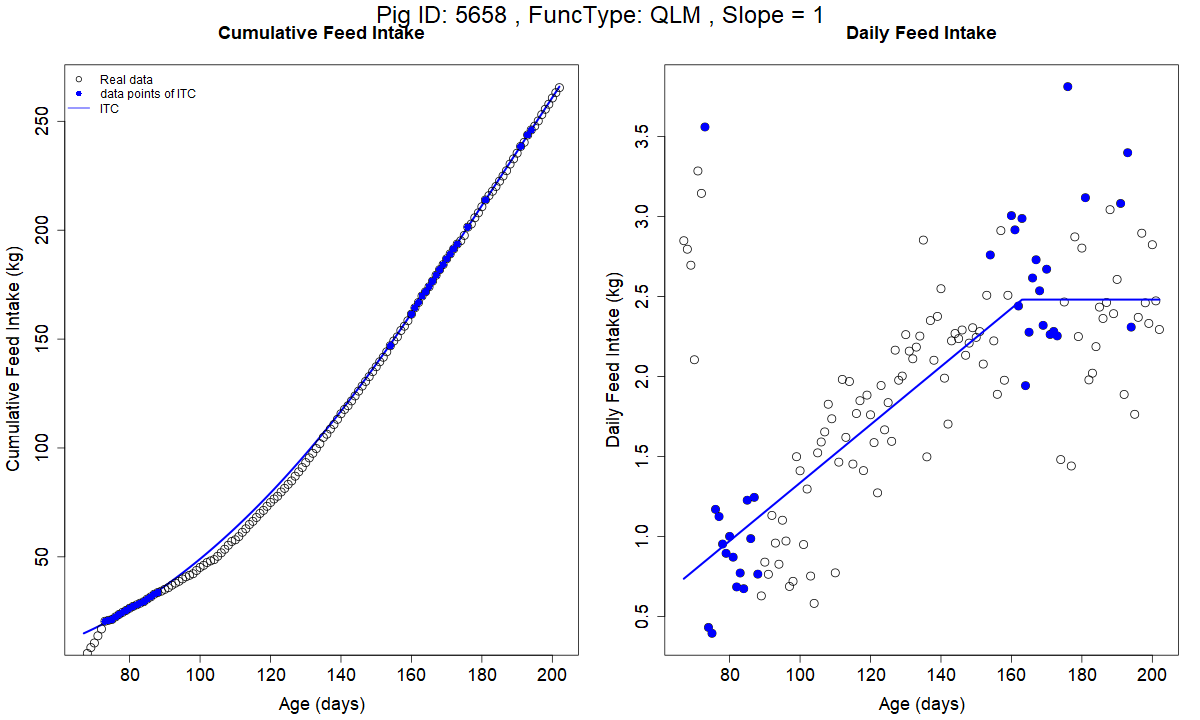 Pig ID: 5658 , FuncType: QLM , Slope = 1
Cumulative Feed Intake
Daily Feed Intake
Real data
data points of ITC
ITC
Cumulative Feed Intake (kg)
50
100
150
200
250
80
100
120
140
160
180
200
Age (days)
Daily Feed Intake (kg)
0.5
1.0
1.5
2.0
2.5
3.0
3.5
80
100
120
140
160
180
200
Age (days)